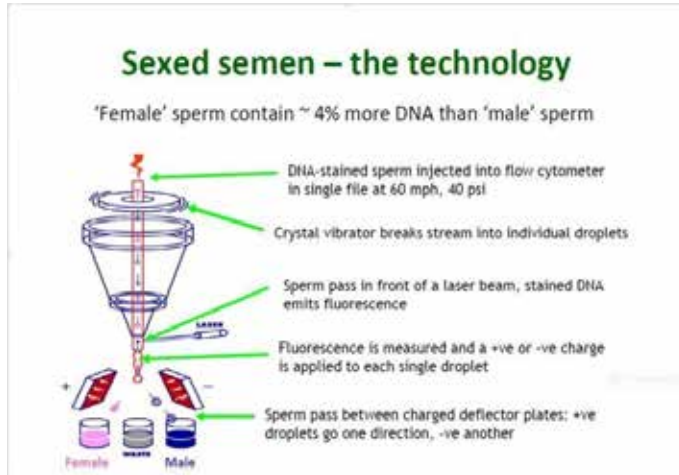 Sexed semen – the technology
'Female' sperm contain ~ 4% more DNA than 'male' sperm
DNA-stained sperm injected into flow cytometer
in single file at 60 mph, 40 psi
Crystal vibrator breaks stream into individual droplets
Sperm pass in front of a laser beam, stained DNA
emits fluorescence
LASER
Fluorescence is measured and a +ve or -ve charge
is applied to each single droplet
+
–
Sperm pass between charged deflector plates: +ve
droplets go one direction, -ve another
Female
WASTE
Male